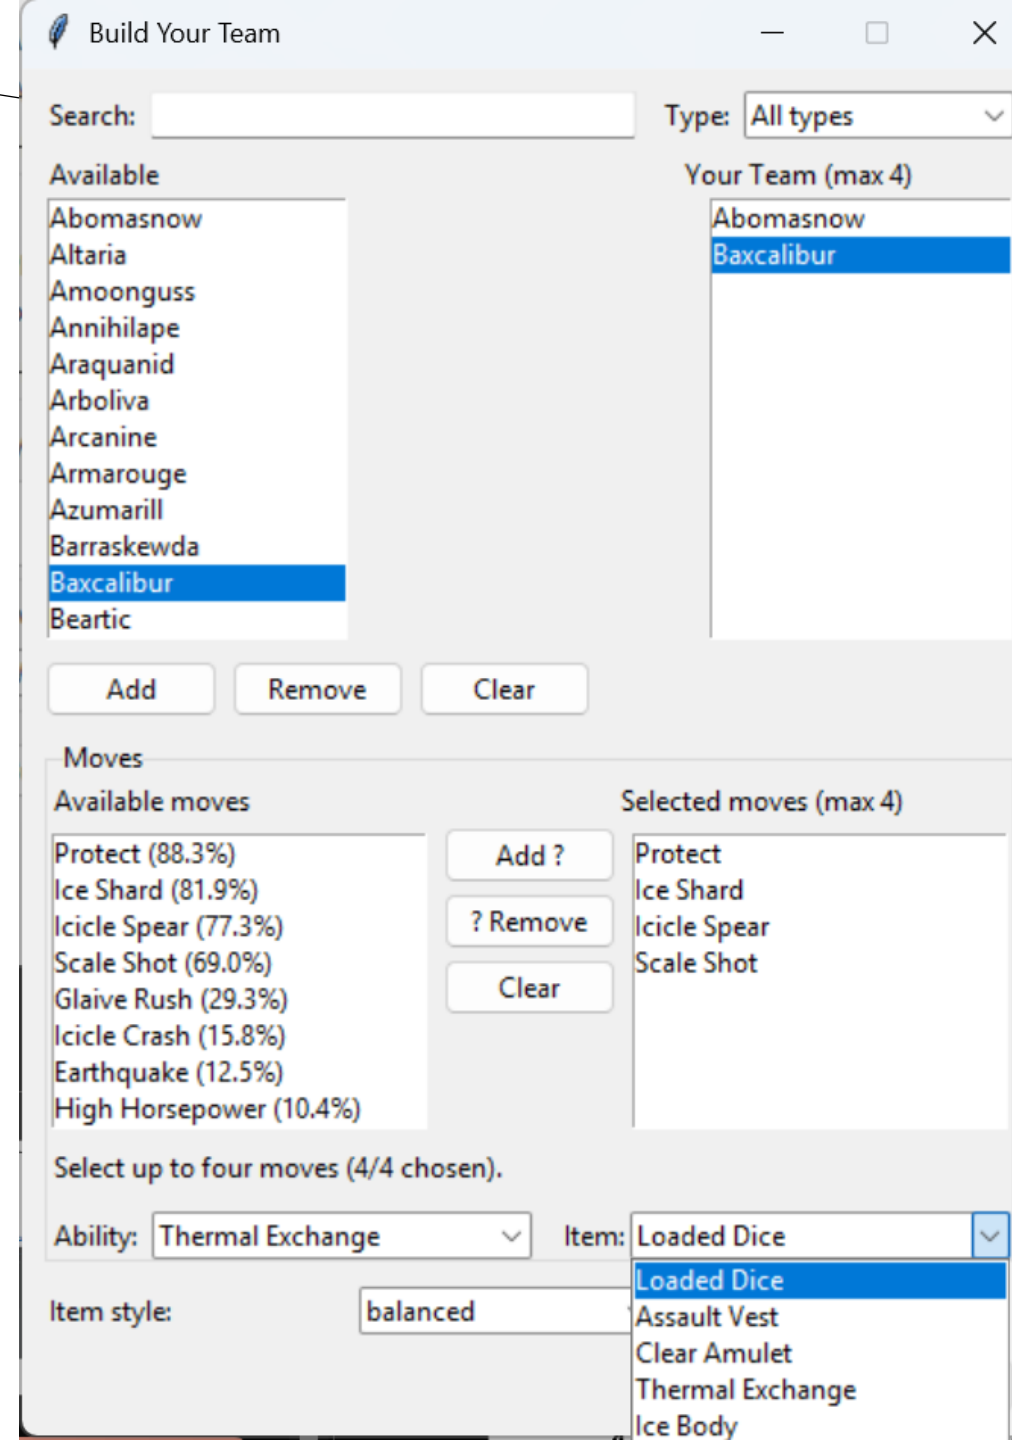 Build Your Team
Search:
Type: All types
Available
Your Team (max 4)
Abomasnow
Altaria
Amoonguss
Annihilape
Araquanid
Arboliva
Arcanine
Armarouge
Azumarill
Barraskewda
Baxcalibur
Beartic
Abomasnow
Baxcalibur
Add Remove Clear
Moves
Available moves
Selected moves (max 4)
Protect (88.3%)
Ice Shard (81.9%)
Icicle Spear (77.3%)
Scale Shot (69.0%)
Glaive Rush (29.3%)
Icicle Crash (15.8%)
Earthquake (12.5%)
High Horsepower (10.4%)
Add ?
? Remove
Clear
Protect
Ice Shard
Icicle Spear
Scale Shot
Select up to four moves (4/4 chosen).
Ability: Thermal Exchange Item: Loaded Dice
Item style: balanced
Loaded Dice
Assault Vest
Clear Amulet
Thermal Exchange
Ice Body